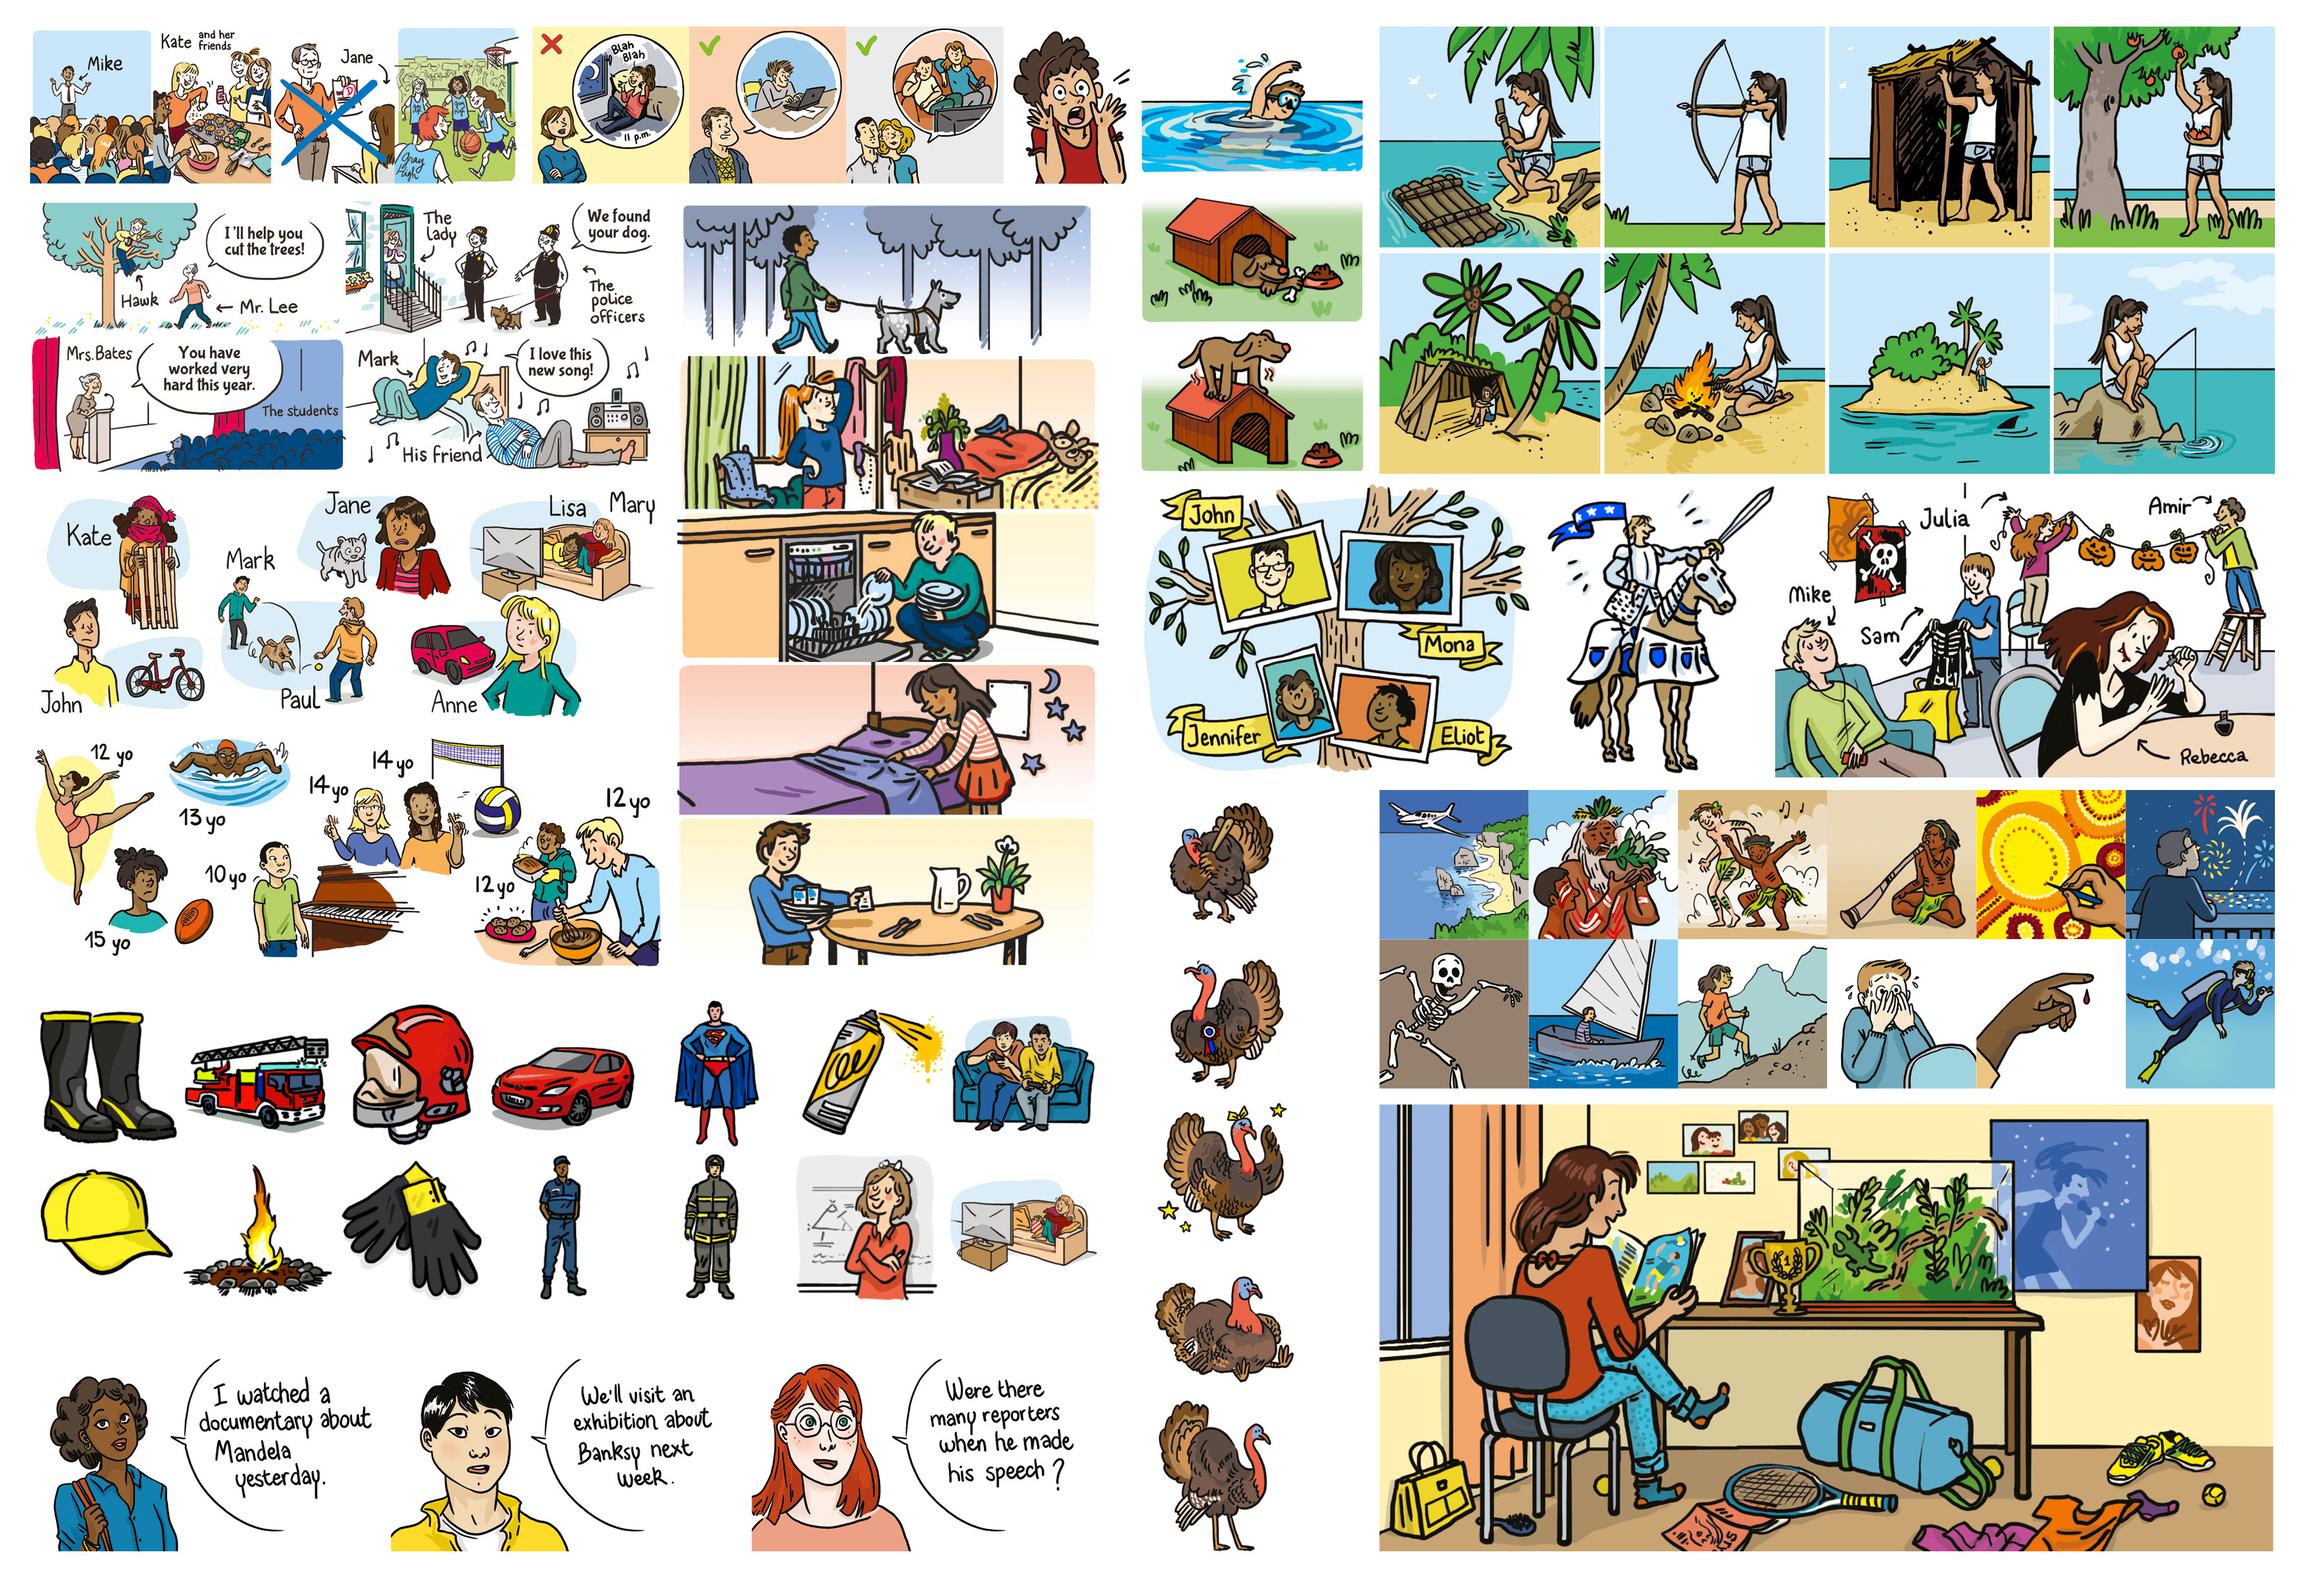 Mike
Kate and her
friends
Jane
Gray
High
Blah
Blah
11 p.m.
I'll help you
cut the trees!
Hawk
Mr. Lee
The
lady
We found
your dog.
The
police
officers
Mrs. Bates
You have
worked very
hard this year.
The students
Mark
I love this
new song!
His friend
Kate
Jane
Lisa
Mary
Mark
John
Paul
Anne
12 yo
13 yo
14 yo
14 yo
12 yo
10 yo
12 yo
15 yo
John
Mona
Jennifer
Eliot
Julia
Amir
Mike
Sam
Rebecca
I watched a
documentary about
Mandela
yesterday.
We'll visit an
exhibition about
Banksy next
week.
Were there
many reporters
when he made
his speech?